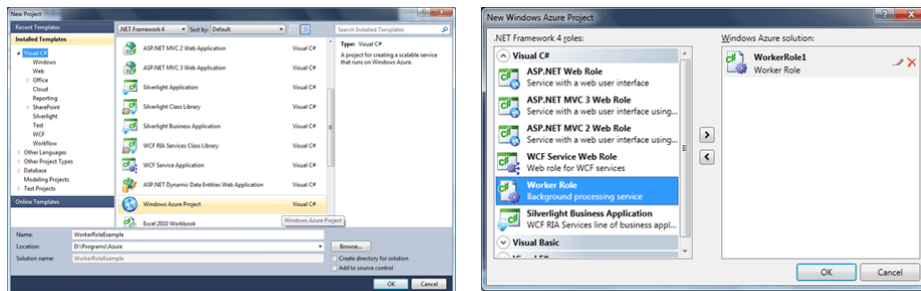 New Project
Recent Templates
.NET Framework 4
Sort by: Default
Search Installed Templates
Installed Templates
Visual C#
Windows
Web
Office
Cloud
Reporting
SharePoint
Silverlight
Test
WCF
Workflow
Other Languages
Other Project Types
Database
Modeling Projects
Test Projects
Online Templates
ASP.NET MVC 2 Web Application Visual C#
ASP.NET MVC 3 Web Application Visual C#
Silverlight Application Visual C#
Silverlight Class Library Visual C#
Silverlight Business Application Visual C#
WCF RIA Services Class Library Visual C#
WCF Service Application Visual C#
ASP.NET Dynamic Data Entities Web Application Visual C#
Windows Azure Project Visual C#
Windows Azure Project
Excel 2010 Workbook
Type: Visual C#
A project for creating a scalable service
that runs on Windows Azure.
Name: WorkerRoleExample
Location: D:\Programs\Azure
Browse...
Solution name: WorkerRoleExample
Create directory for solution
Add to source control
OK Cancel
New Windows Azure Project
.NET Framework 4 roles:
Visual C#
ASP.NET Web Role
Service with a web user interface
ASP.NET MVC 3 Web Role
Service with a web user interface using...
ASP.NET MVC 2 Web Role
Service with a web user interface using...
WCF Service Web Role
Web role for WCF services
Worker Role
Background processing service
Silverlight Business Application
WCF RIA Services line of business appl...
Visual Basic
Windows Azure solution:
WorkerRole1
Worker Role
OK Cancel